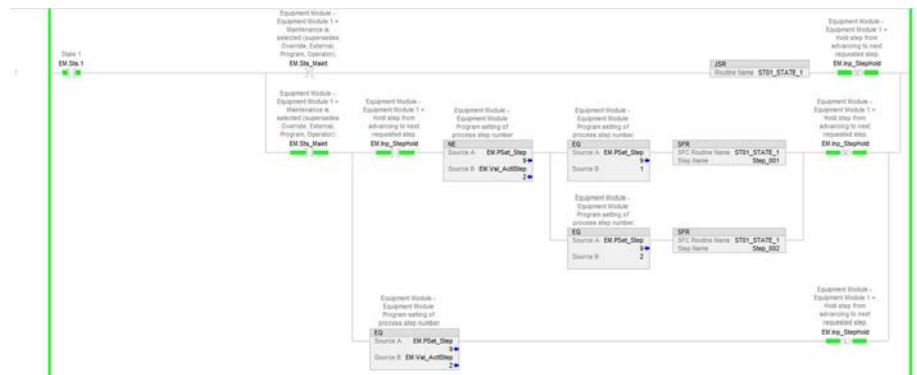 Equipment Module -
Equipment Module 1 =
Maintenance is
selected (supersedes
Override, External,
Program, Operator).
EM.Sts_Maint
State 1
EM.Sts.1
1
JSR
Routine Name ST01_STATE_1
Equipment Module -
Equipment Module 1 =
Hold step from
advancing to next
requested step.
EM.Inp_StepHold
U
Equipment Module -
Equipment Module 1 =
Maintenance is
selected (supersedes
Override, External,
Program, Operator).
EM.Sts_Maint
Equipment Module -
Equipment Module 1 =
Hold step from
advancing to next
requested step.
EM.Inp_StepHold
Equipment Module -
Equipment Module
Program setting of
process step number
NE
Source A EM.PSet_Step
9
Source B EM.Val_ActlStep
2
Equipment Module -
Equipment Module
Program setting of
process step number
EQ
Source A EM.PSet_Step
9
Source B 1
SFR
SFC Routine Name ST01_STATE_1
Step Name Step_001
Equipment Module -
Equipment Module 1 =
Hold step from
advancing to next
requested step.
EM.Inp_StepHold
Equipment Module -
Equipment Module
Program setting of
process step number
EQ
Source A EM.PSet_Step
9
Source B 2
SFR
SFC Routine Name ST01_STATE_1
Step Name Step_002
Equipment Module -
Equipment Module
Program setting of
process step number
EQ
Source A EM.PSet_Step
9
Source B EM.Val_ActlStep
2
Equipment Module -
Equipment Module 1 =
Hold step from
advancing to next
requested step.
EM.Inp_StepHold
L